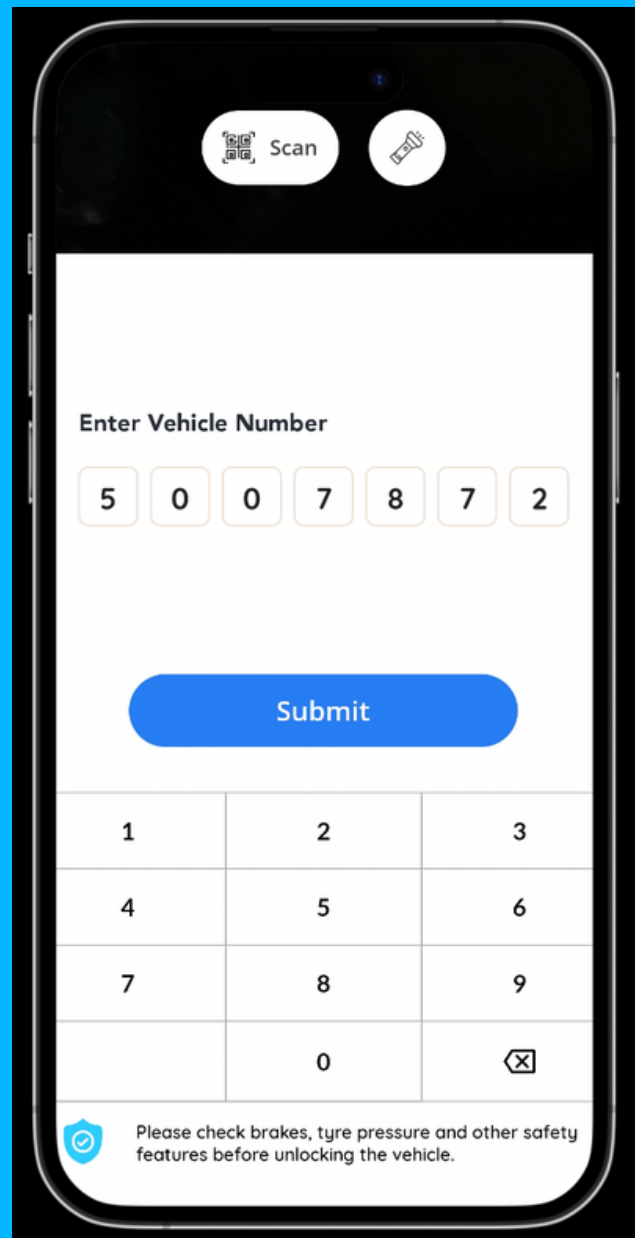 Scan
Enter Vehicle Number
5 0 0 7 8 7 2
Submit
1 2 3
4 5 6
7 8 9
0
Please check brakes, tyre pressure and other safety
features before unlocking the vehicle.